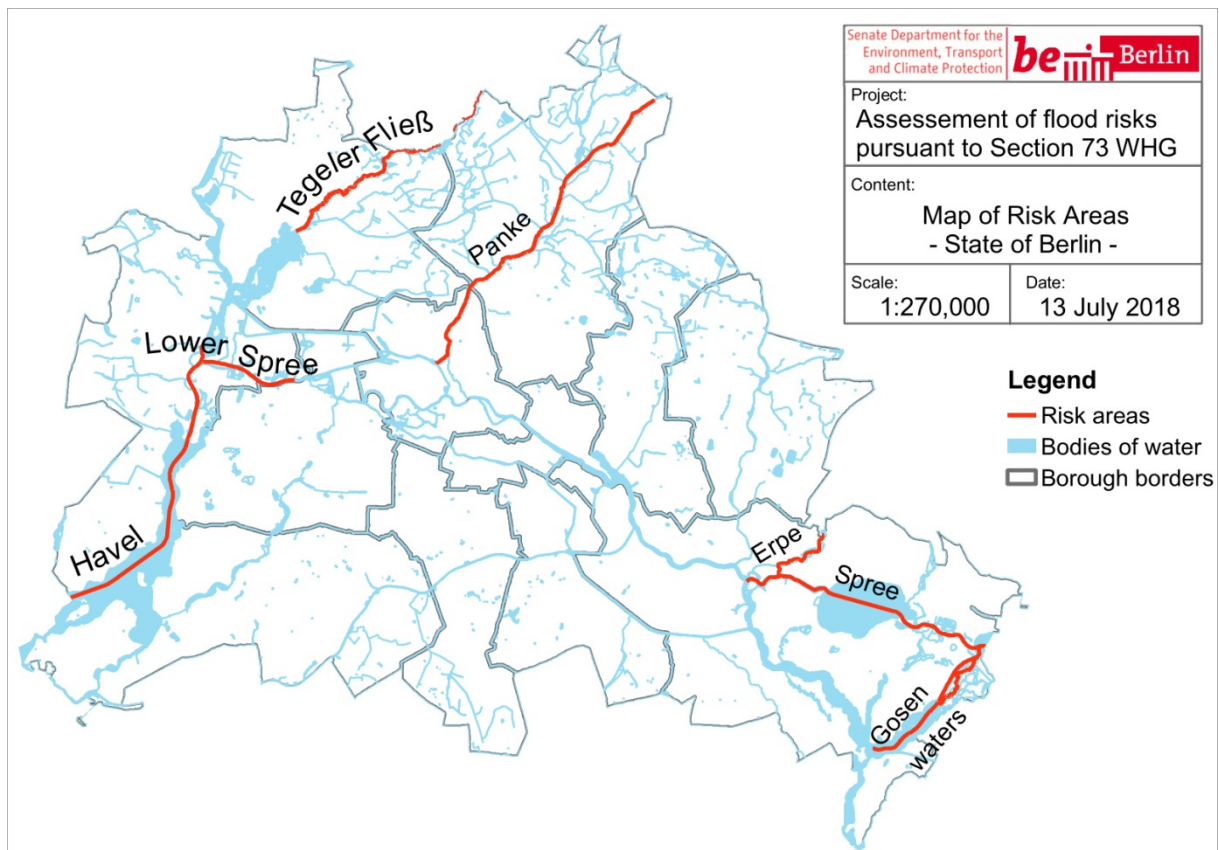 Senate Department for the
Environment, Transport
and Climate Protection
be Berlin
Project:
Assessement of flood risks
pursuant to Section 73 WHG
Content:
Map of Risk Areas
- State of Berlin -
Scale:
1:270,000
Date:
13 July 2018
Legend
Risk areas
Bodies of water
Borough borders
Tegeler Fließ
Panke
Lower Spree
Havel
Erpe
Spree
Gosen
waters